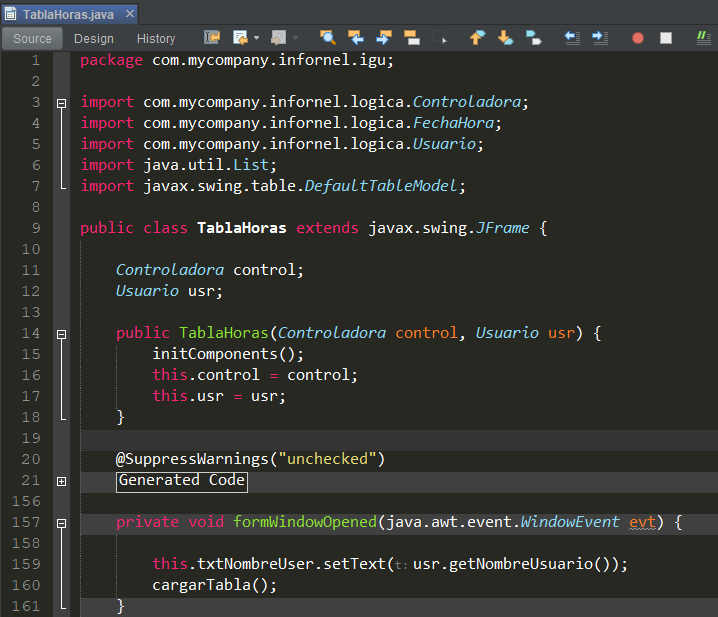 TablaHoras.java
Source Design History
1 package com.mycompany.infornel.igu;
2
3 import com.mycompany.infornel.logica.Controladora;
4 import com.mycompany.infornel.logica.FechaHora;
5 import com.mycompany.infornel.logica.Usuario;
6 import java.util.List;
7 import javax.swing.table.DefaultTableModel;
8
9 public class TablaHoras extends javax.swing.JFrame {
10
11 Controladora control;
12 Usuario usr;
13
14 public TablaHoras(Controladora control, Usuario usr) {
15 initComponents();
16 this.control = control;
17 this.usr = usr;
18 }
19
20 @SuppressWarnings("unchecked")
21 Generated Code
156
157 private void formWindowOpened(java.awt.event.WindowEvent evt) {
158
159 this.txtNombreUser.setText(t: usr.getNombreUsuario());
160 cargarTabla();
161 }